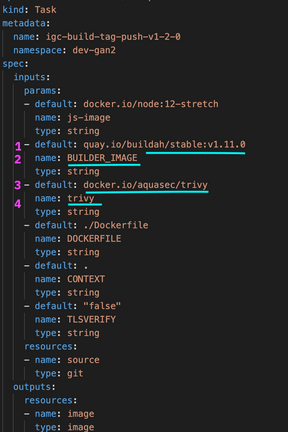 kind: Task
metadata:
name: igc-build-tag-push-v1-2-0
namespace: dev-gan2
spec:
inputs:
params:
- default: docker.io/node:12-stretch
name: js-image
type: string
1 - default: quay.io/buildah/stable:v1.11.0
2 name: BUILDER_IMAGE
type: string
3 - default: docker.io/aquasec/trivy
4 name: trivy
type: string
- default: ./Dockerfile
name: DOCKERFILE
type: string
- default: .
name: CONTEXT
type: string
- default: "false"
name: TLSVERIFY
type: string
resources:
- name: source
type: git
outputs:
resources:
- name: image
type: image